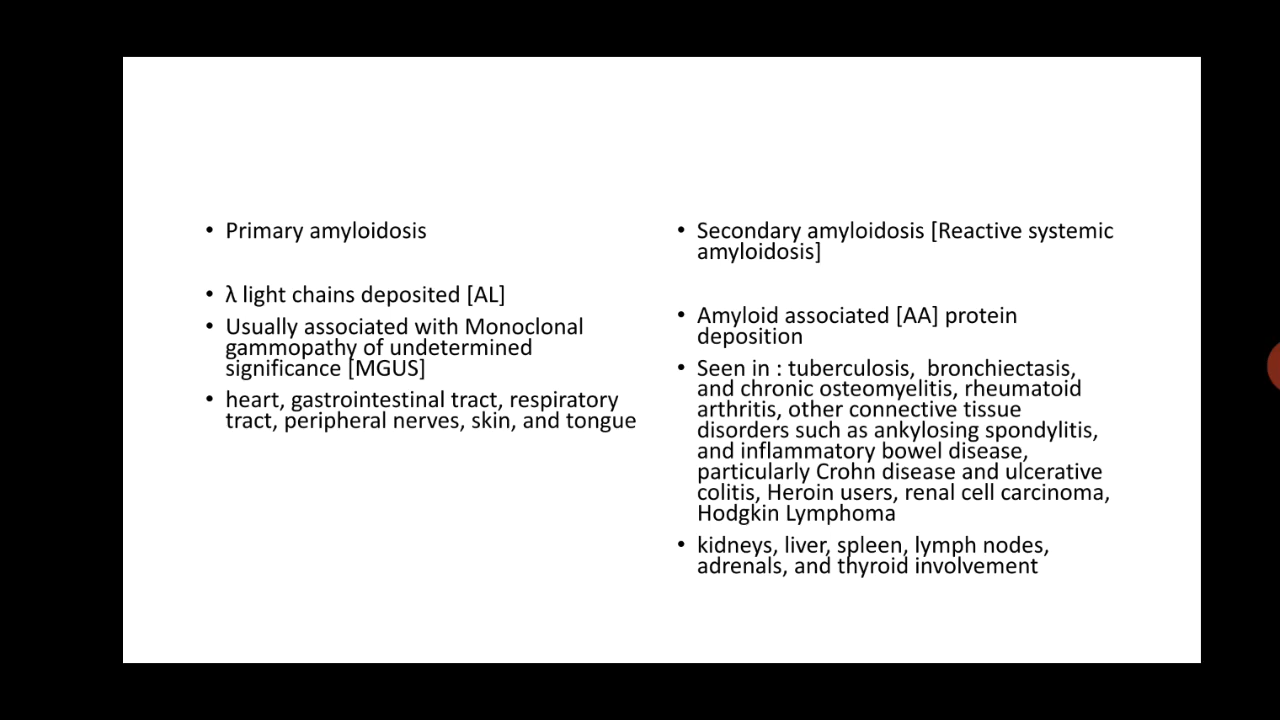 • Primary amyloidosis
• λ light chains deposited [AL]
• Usually associated with Monoclonal
gammopathy of undetermined
significance [MGUS]
• heart, gastrointestinal tract, respiratory
tract, peripheral nerves, skin, and tongue
• Secondary amyloidosis [Reactive systemic
amyloidosis]
• Amyloid associated [AA] protein
deposition
• Seen in : tuberculosis,  bronchiectasis,
and chronic osteomyelitis, rheumatoid
arthritis, other connective tissue
disorders such as ankylosing spondylitis,
and inflammatory bowel disease,
particularly Crohn disease and ulcerative
colitis, Heroin users, renal cell carcinoma,
Hodgkin Lymphoma
• kidneys, liver, spleen, lymph nodes,
adrenals, and thyroid involvement